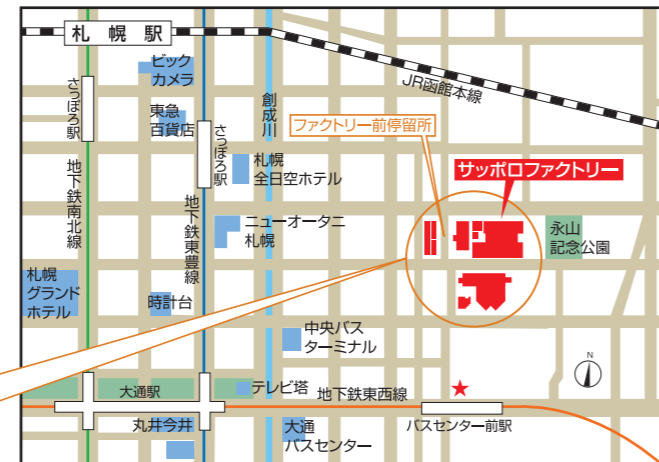 札幌駅
ビック
カメラ
JR函館本線
さっぽろ駅
東急
百貨店
創成川
ファクトリー前停留所
さっぽろ駅
札幌
全日空ホテル
サッポロファクトリー
地下鉄南北線
地下鉄東豊線
ニューオータニ
札幌
永山
記念公園
札幌
グランド
ホテル
時計台
中央バス
ターミナル
N
大通駅
テレビ塔
地下鉄東西線
丸井今井
大通
バスセンター
バスセンター前駅